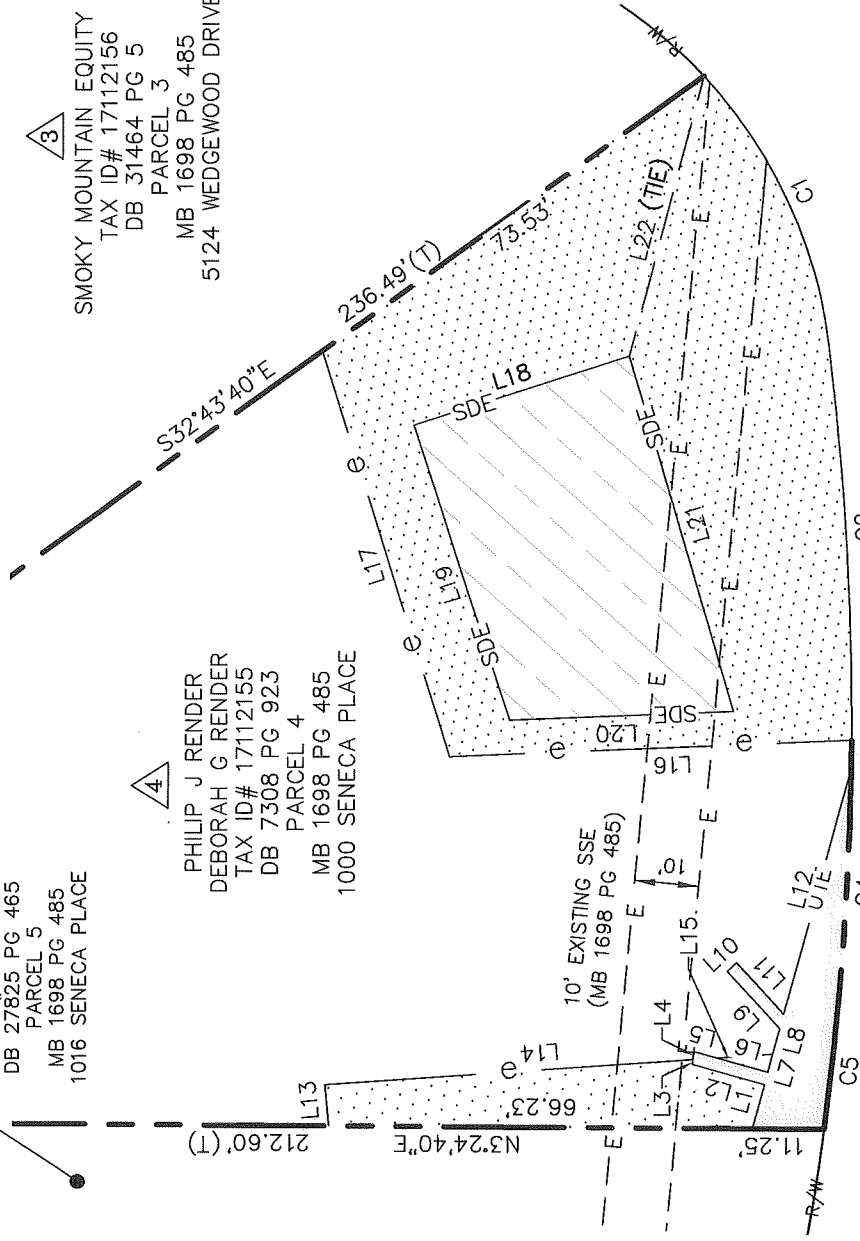 3
SMOKY MOUNTAIN EQUITY
TAX ID# 17112156
DB 31464 PG 5
PARCEL 3
MB 1698 PG 485
5124 WEDGEWOOD DRIVE
R/W
S32°43'40"E
236.49'(T)
73.53'
L22 (TIE)
C1
L17
e
e
L18
SDE
L19
SDE
SDE
L21
SDE
L20
L16
e
e
E
E
E
E
E
E
4
PHILIP J RENDER
DEBORAH G RENDER
TAX ID# 17112155
DB 7308 PG 923
PARCEL 4
MB 1698 PG 485
1000 SENECA PLACE
DB 27825 PG 465
PARCEL 5
MB 1698 PG 485
1016 SENECA PLACE
10' EXISTING SSE
(MB 1698 PG 485)
10'
E
E
E
E
L15
L12
UTE
L10
L11
L9
L8
L7
L6
L5
L4
L3
L2
L1
L14
e
L13
66.23'
212.60'(T)
N3°24'40"E
11.25'
C5
R/W